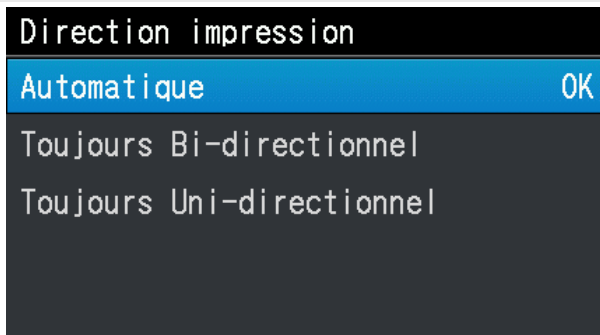 Direction impression
Automatique OK
Toujours Bi-directionnel
Toujours Uni-directionnel